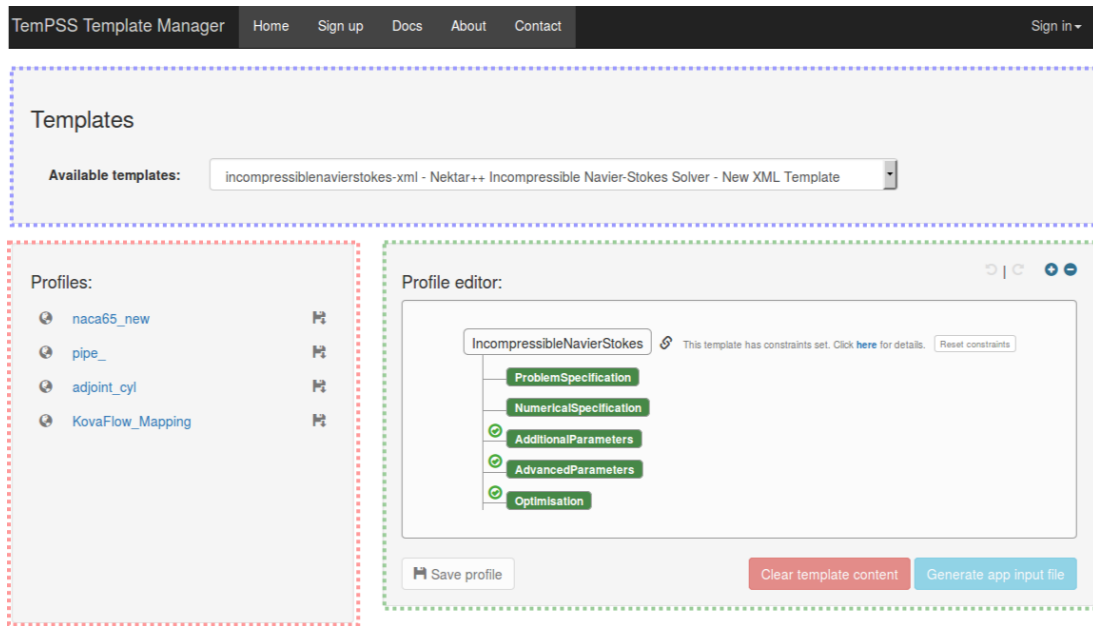 TemPSS Template Manager Home Sign up Docs About Contact Sign in
Templates
Available templates: incompressiblenavierstokes-xml - Nektar++ Incompressible Navier-Stokes Solver - New XML Template
Profiles:
naca65_new
pipe_
adjoint_cyl
KovaFlow_Mapping
Profile editor:
IncompressibleNavierStokes This template has constraints set. Click here for details. Reset constraints
ProblemSpecification
NumericalSpecification
AdditionalParameters
AdvancedParameters
Optimisation
Save profile Clear template content Generate app input file